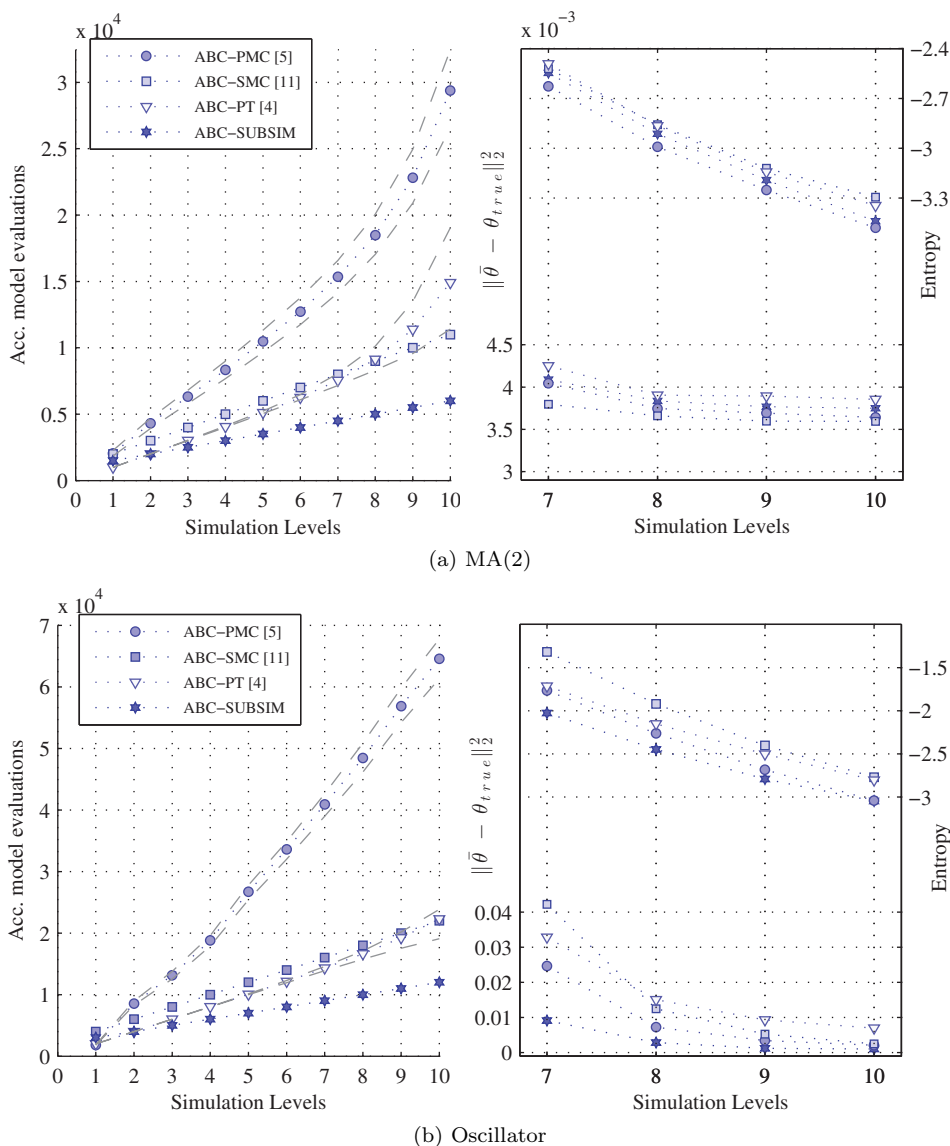 x 10^4
3
2.5
2
1.5
1
0.5
0
Acc. model evaluations
ABC−PMC [5]
ABC−SMC [11]
ABC−PT [4]
ABC−SUBSIM
0 1 2 3 4 5 6 7 8 9 10
Simulation Levels
x 10^−3
−2.4
−2.7
−3
−3.3
Entropy
‖θ̄ − θ_true‖₂²
4.5
4
3.5
3
7 8 9 10
Simulation Levels
(a) MA(2)
x 10^4
7
6
5
4
3
2
1
0
Acc. model evaluations
ABC−PMC [5]
ABC−SMC [11]
ABC−PT [4]
ABC−SUBSIM
0 1 2 3 4 5 6 7 8 9 10
Simulation Levels
−1.5
−2
−2.5
−3
Entropy
‖θ̄ − θ_true‖₂²
0.04
0.03
0.02
0.01
0
7 8 9 10
Simulation Levels
(b) Oscillator